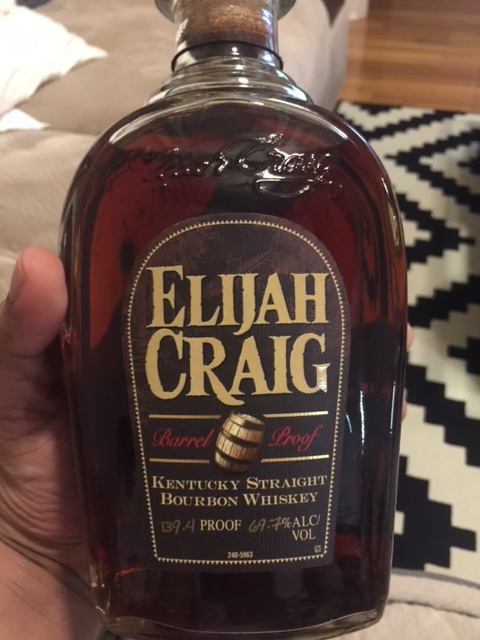 Elijah Craig
ELIJAH
CRAIG
Barrel Proof
KENTUCKY STRAIGHT
BOURBON WHISKEY
139.4 PROOF 69.7% ALC/
VOL
240-5963